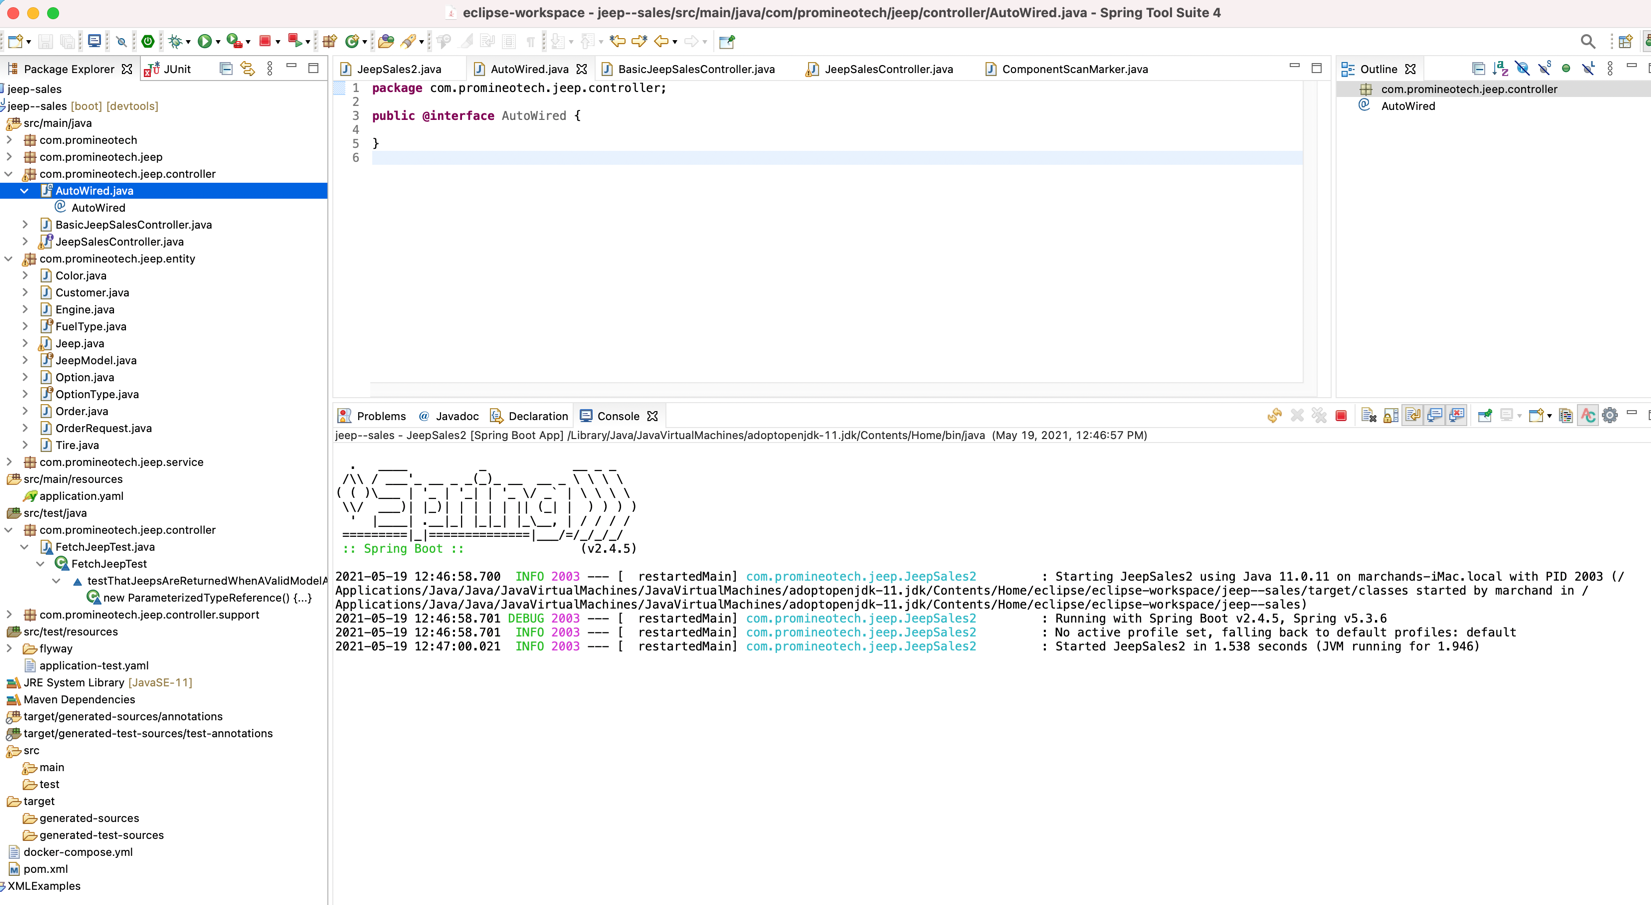 eclipse-workspace - jeep--sales/src/main/java/com/promineotech/jeep/controller/AutoWired.java - Spring Tool Suite 4
Package Explorer
JUnit
jeep-sales
jeep--sales [boot] [devtools]
src/main/java
com.promineotech
com.promineotech.jeep
com.promineotech.jeep.controller
AutoWired.java
AutoWired
BasicJeepSalesController.java
JeepSalesController.java
com.promineotech.jeep.entity
Color.java
Customer.java
Engine.java
FuelType.java
Jeep.java
JeepModel.java
Option.java
OptionType.java
Order.java
OrderRequest.java
Tire.java
com.promineotech.jeep.service
src/main/resources
application.yaml
src/test/java
com.promineotech.jeep.controller
FetchJeepTest.java
FetchJeepTest
testThatJeepsAreReturnedWhenAValidModelA
new ParameterizedTypeReference() {...}
com.promineotech.jeep.controller.support
src/test/resources
flyway
application-test.yaml
JRE System Library [JavaSE-11]
Maven Dependencies
target/generated-sources/annotations
target/generated-test-sources/test-annotations
src
main
test
target
generated-sources
generated-test-sources
docker-compose.yml
pom.xml
XMLExamples
JeepSales2.java
AutoWired.java
BasicJeepSalesController.java
JeepSalesController.java
ComponentScanMarker.java
1 package com.promineotech.jeep.controller;
2
3 public @interface AutoWired {
4
5 }
6
Outline
com.promineotech.jeep.controller
AutoWired
Problems
@ Javadoc
Declaration
Console
jeep--sales - JeepSales2 [Spring Boot App] /Library/Java/JavaVirtualMachines/adoptopenjdk-11.jdk/Contents/Home/bin/java (May 19, 2021, 12:46:57 PM)
  .   ____          _            __ _ _
 /\\ / ___'_ __ _ _(_)_ __  __ _ \ \ \ \
( ( )\___ | '_ | '_| | '_ \/ _` | \ \ \ \
 \\/  ___)| |_)| | | | | || (_| |  ) ) ) )
  '  |____| .__|_| |_|_| |_\__, | / / / /
 =========|_|==============|___/=/_/_/_/
 :: Spring Boot ::                (v2.4.5)
2021-05-19 12:46:58.700  INFO 2003 --- [  restartedMain] com.promineotech.jeep.JeepSales2         : Starting JeepSales2 using Java 11.0.11 on marchands-iMac.local with PID 2003 (/
Applications/Java/Java/JavaVirtualMachines/JavaVirtualMachines/adoptopenjdk-11.jdk/Contents/Home/eclipse/eclipse-workspace/jeep--sales/target/classes started by marchand in /
Applications/Java/Java/JavaVirtualMachines/JavaVirtualMachines/adoptopenjdk-11.jdk/Contents/Home/eclipse/eclipse-workspace/jeep--sales)
2021-05-19 12:46:58.701 DEBUG 2003 --- [  restartedMain] com.promineotech.jeep.JeepSales2         : Running with Spring Boot v2.4.5, Spring v5.3.6
2021-05-19 12:46:58.701  INFO 2003 --- [  restartedMain] com.promineotech.jeep.JeepSales2         : No active profile set, falling back to default profiles: default
2021-05-19 12:47:00.021  INFO 2003 --- [  restartedMain] com.promineotech.jeep.JeepSales2         : Started JeepSales2 in 1.538 seconds (JVM running for 1.946)